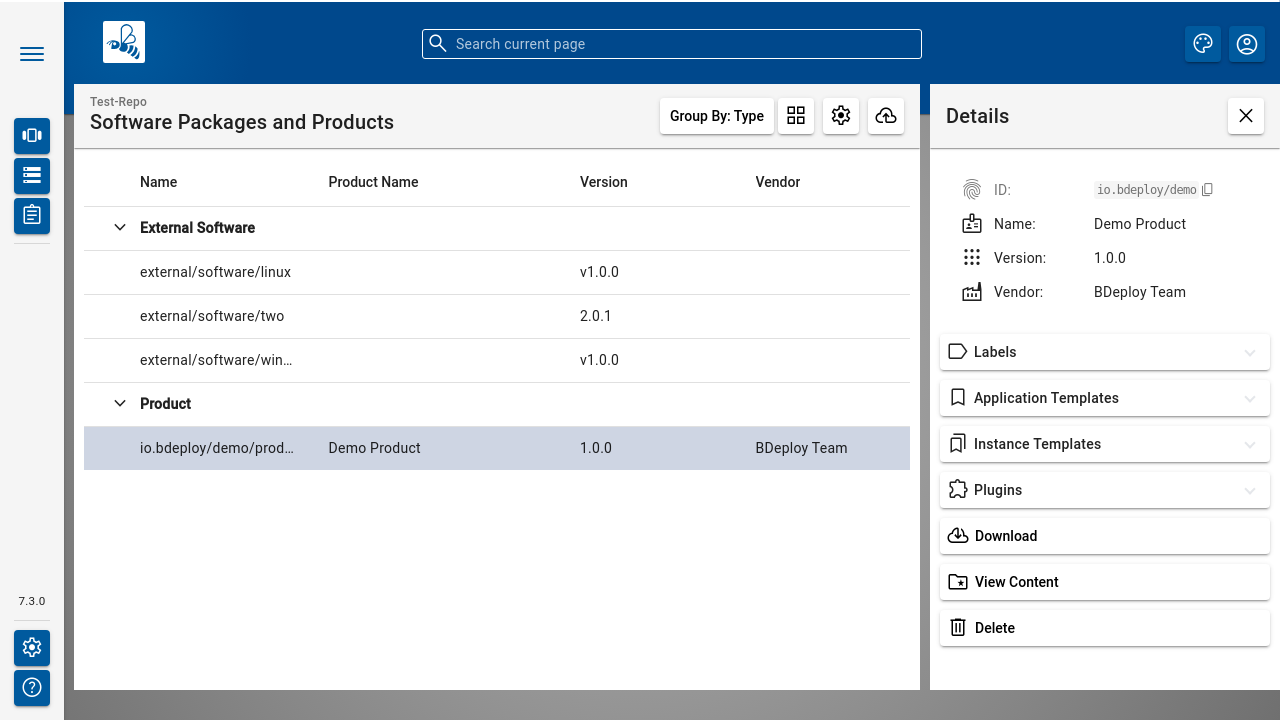 Search current page
Test-Repo
Software Packages and Products
Group By: Type
Details
Name Product Name Version Vendor
External Software
external/software/linux v1.0.0
external/software/two 2.0.1
external/software/win… v1.0.0
Product
io.bdeploy/demo/prod… Demo Product 1.0.0 BDeploy Team
ID: io.bdeploy/demo
Name: Demo Product
Version: 1.0.0
Vendor: BDeploy Team
Labels
Application Templates
Instance Templates
Plugins
Download
View Content
Delete
7.3.0